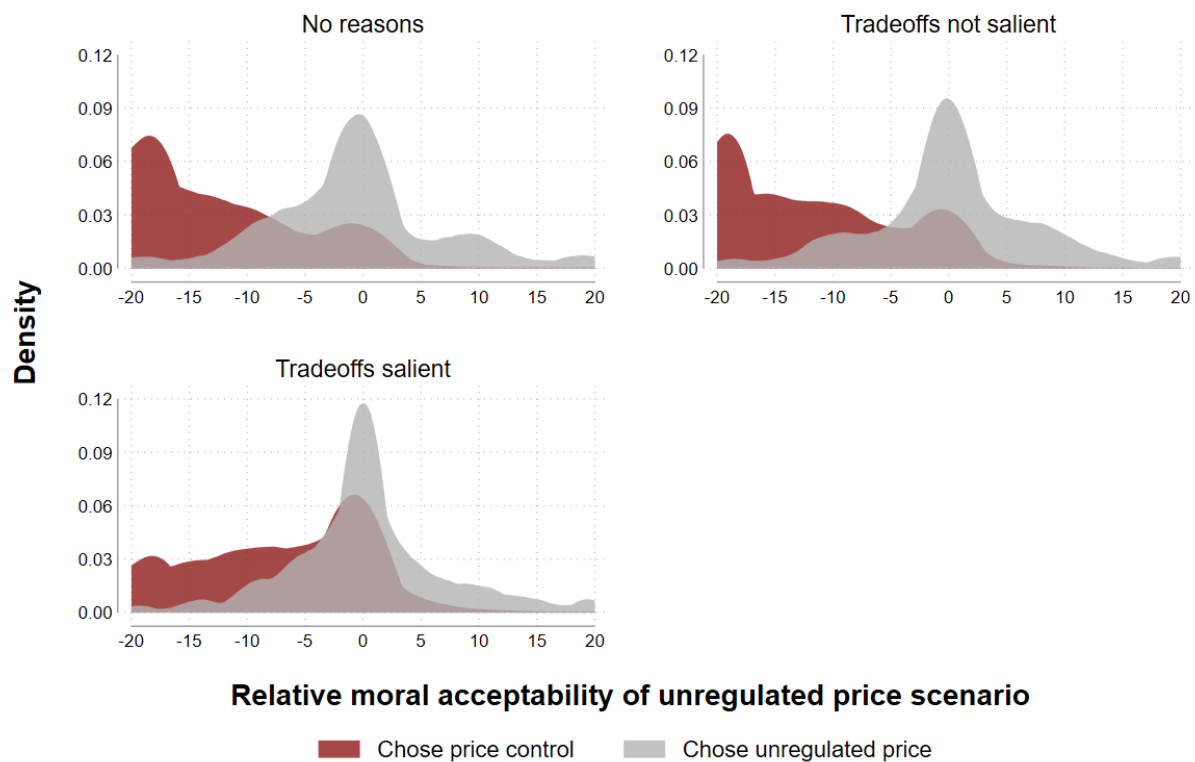 No reasons
Tradeoffs not salient
0.12
0.09
0.06
0.03
0.00
-20 -15 -10 -5 0 5 10 15 20
0.12
0.09
0.06
0.03
0.00
-20 -15 -10 -5 0 5 10 15 20
Density
Tradeoffs salient
0.12
0.09
0.06
0.03
0.00
-20 -15 -10 -5 0 5 10 15 20
Relative moral acceptability of unregulated price scenario
Chose price control Chose unregulated price